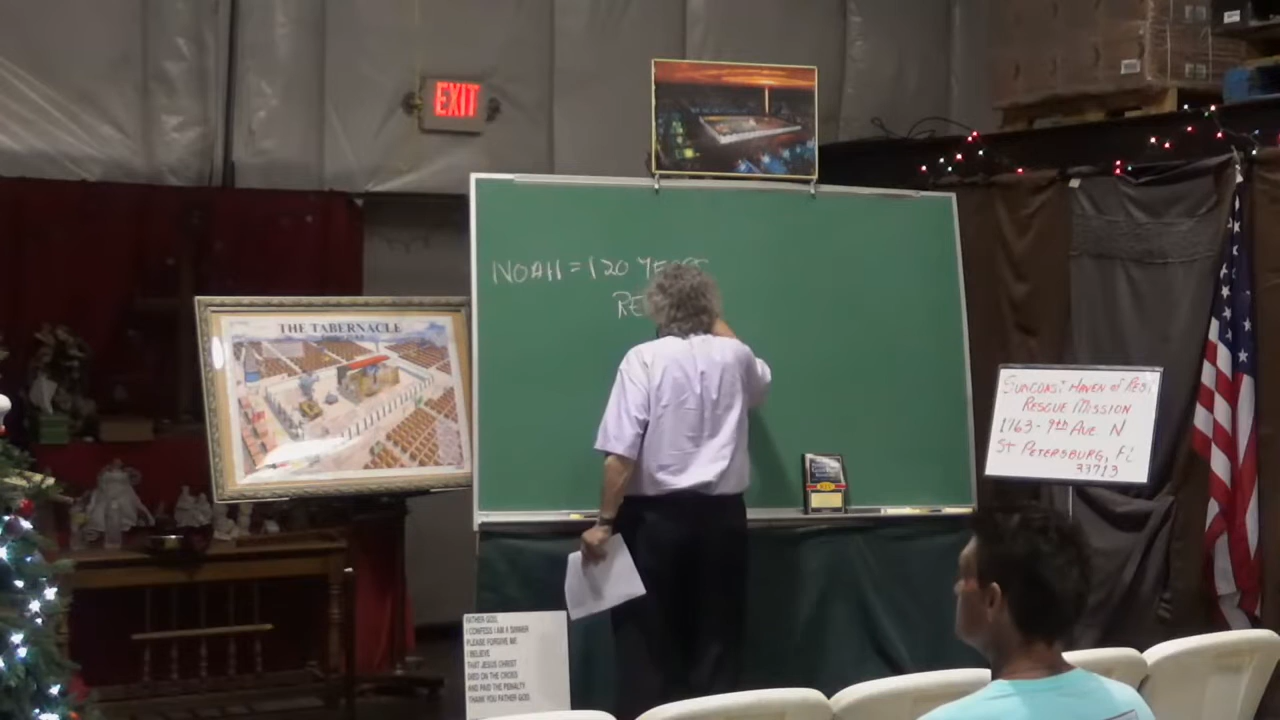 EXIT
NOAH = 120 YEARS
RE
THE TABERNACLE
SUNCOAST HAVEN OF REST
RESCUE MISSION
1763 - 9th AVE. N
ST PETERSBURG, FL
33713
FATHER GOD,
I CONFESS I AM A SINNER
PLEASE FORGIVE ME
I BELIEVE
THAT JESUS CHRIST
DIED ON THE CROSS
AND PAID THE PENALTY
THANK YOU FATHER GOD.